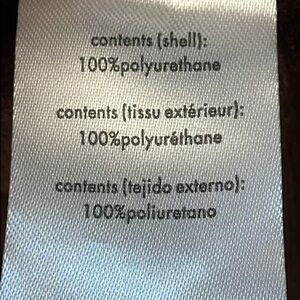 contents (shell):
100%polyurethane
contents (tissu extérieur):
100%polyuréthane
contents (tejido externo):
100%poliuretano